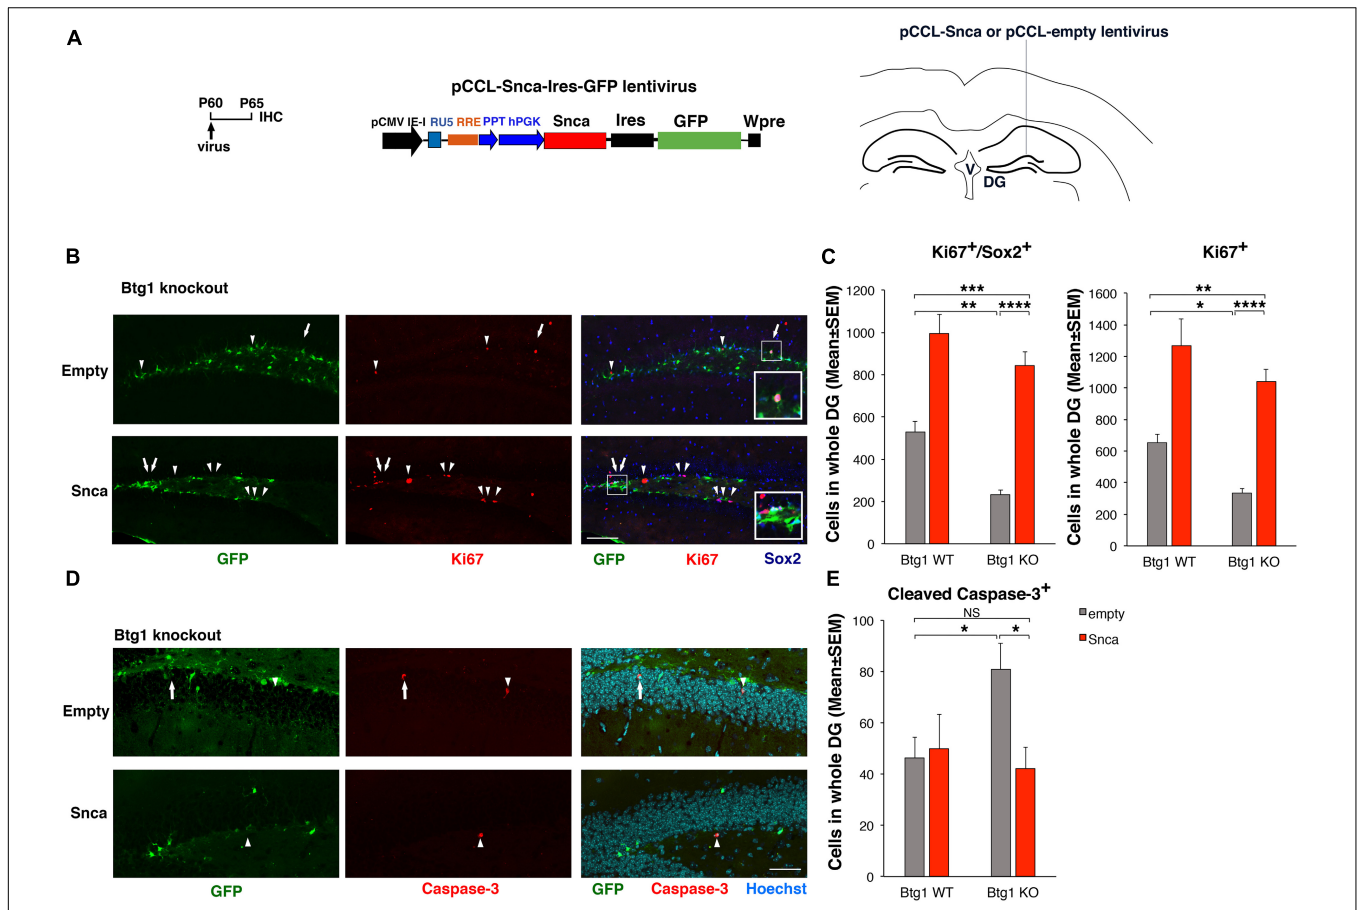 A
pCCL-Snca or pCCL-empty lentivirus
pCCL-Snca-Ires-GFP lentivirus
P60 P65
IHC
virus
pCMV IE-I RU5 RRE PPT hPGK Snca Ires GFP Wpre
V
DG
B
Btg1 knockout
Empty
Snca
GFP Ki67 GFP Ki67 Sox2
C
Ki67+/Sox2+
Cells in whole DG (Mean±SEM)
1200
1000
800
600
400
200
0
***
** ****
Btg1 WT Btg1 KO
Ki67+
Cells in whole DG (Mean±SEM)
1600
1400
1200
1000
800
600
400
200
0
**
* ****
Btg1 WT Btg1 KO
D
Btg1 knockout
Empty
Snca
GFP Caspase-3 GFP Caspase-3 Hoechst
E
Cleaved Caspase-3+
Cells in whole DG (Mean±SEM)
100
80
60
40
20
0
NS
* *
Btg1 WT Btg1 KO
empty
Snca